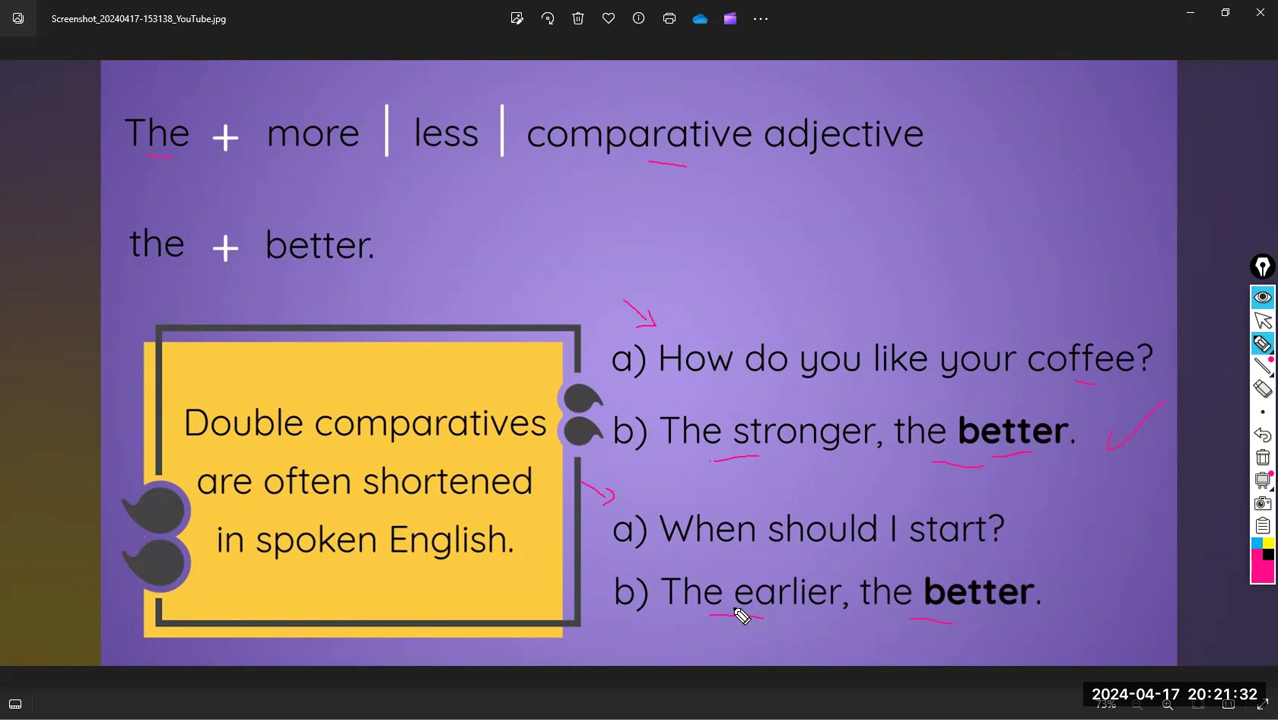 Screenshot_20240417-153138_YouTube.jpg
The + more | less | comparative adjective
the + better.
Double comparatives
are often shortened
in spoken English.
a) How do you like your coffee?
b) The stronger, the better.
a) When should I start?
b) The earlier, the better.
2024-04-17 20:21:32
73%